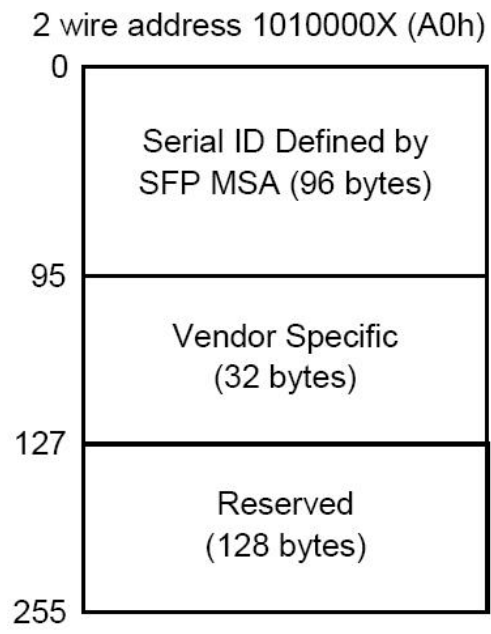 2 wire address 1010000X (A0h)
0
Serial ID Defined by
SFP MSA (96 bytes)
95
Vendor Specific
(32 bytes)
127
Reserved
(128 bytes)
255